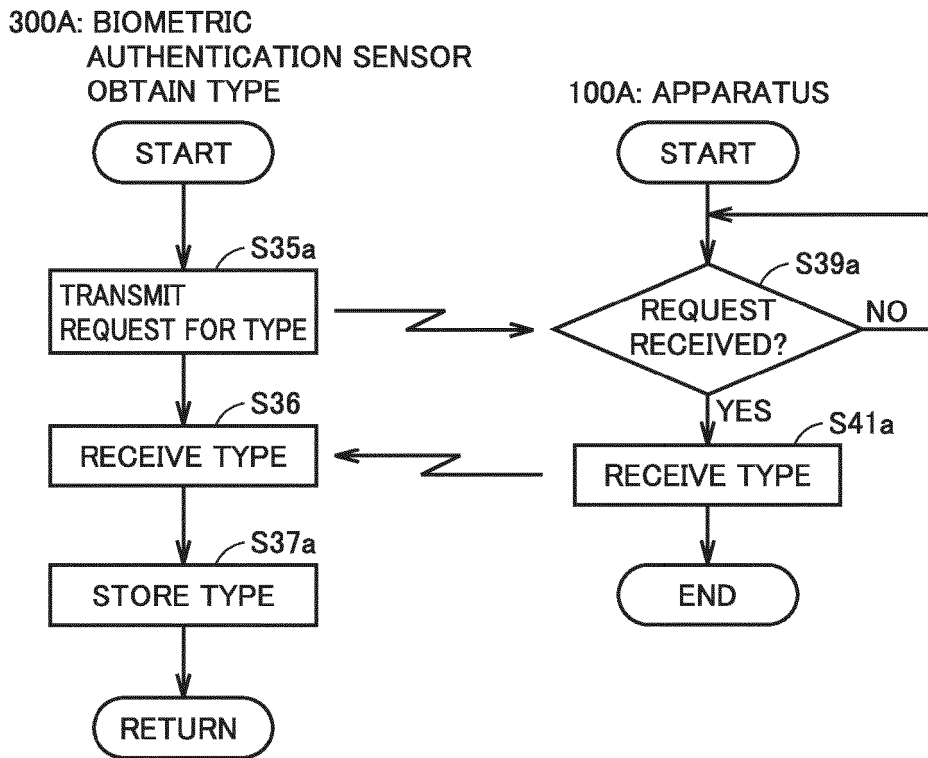 300A: BIOMETRIC
AUTHENTICATION SENSOR
OBTAIN TYPE
START
S35a
TRANSMIT
REQUEST FOR TYPE
S36
RECEIVE TYPE
S37a
STORE TYPE
RETURN
100A: APPARATUS
START
S39a
REQUEST
RECEIVED?
NO
YES
S41a
RECEIVE TYPE
END